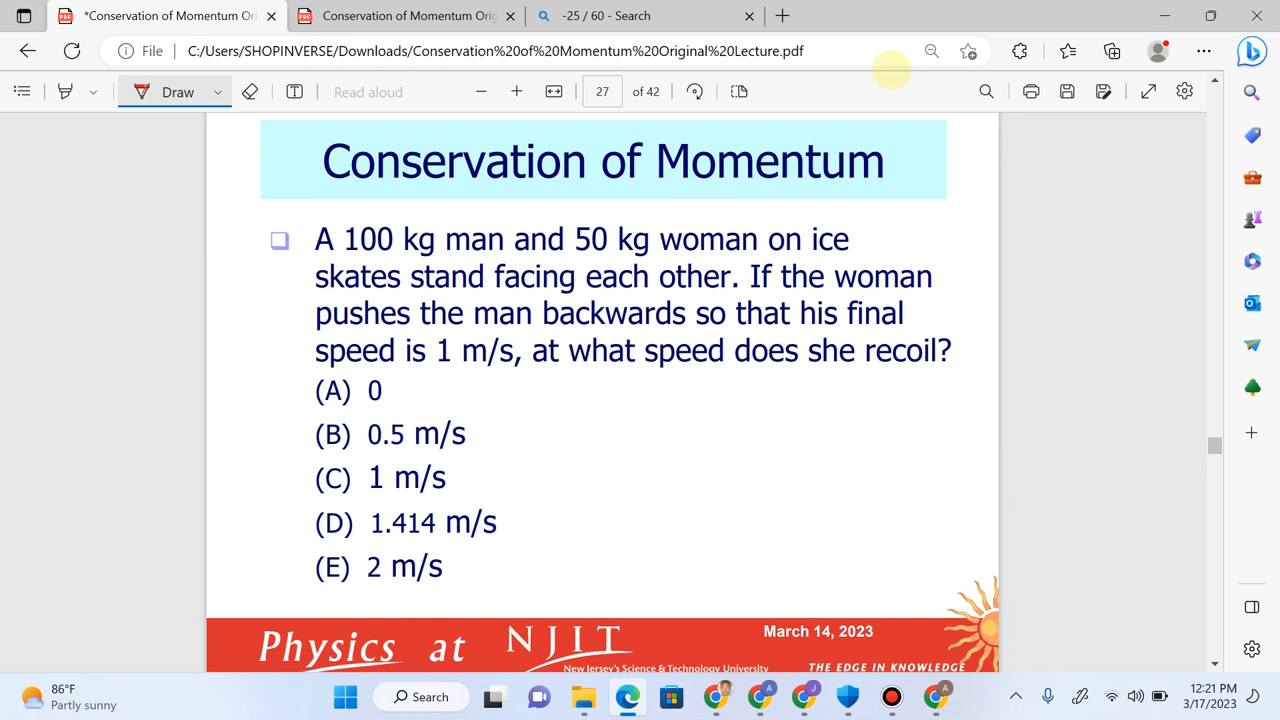 *Conservation of Momentum Ori
Conservation of Momentum Orig
-25 / 60 - Search
File
C:/Users/SHOPINVERSE/Downloads/Conservation%20of%20Momentum%20Original%20Lecture.pdf
Draw
Read aloud
27
of 42
Conservation of Momentum
A 100 kg man and 50 kg woman on ice
skates stand facing each other. If the woman
pushes the man backwards so that his final
speed is 1 m/s, at what speed does she recoil?
(A) 0
(B) 0.5 m/s
(C) 1 m/s
(D) 1.414 m/s
(E) 2 m/s
Physics at
NJIT
New Jersey's Science & Technology University
March 14, 2023
THE EDGE IN KNOWLEDGE
86°F
Partly sunny
Search
12:21 PM
3/17/2023